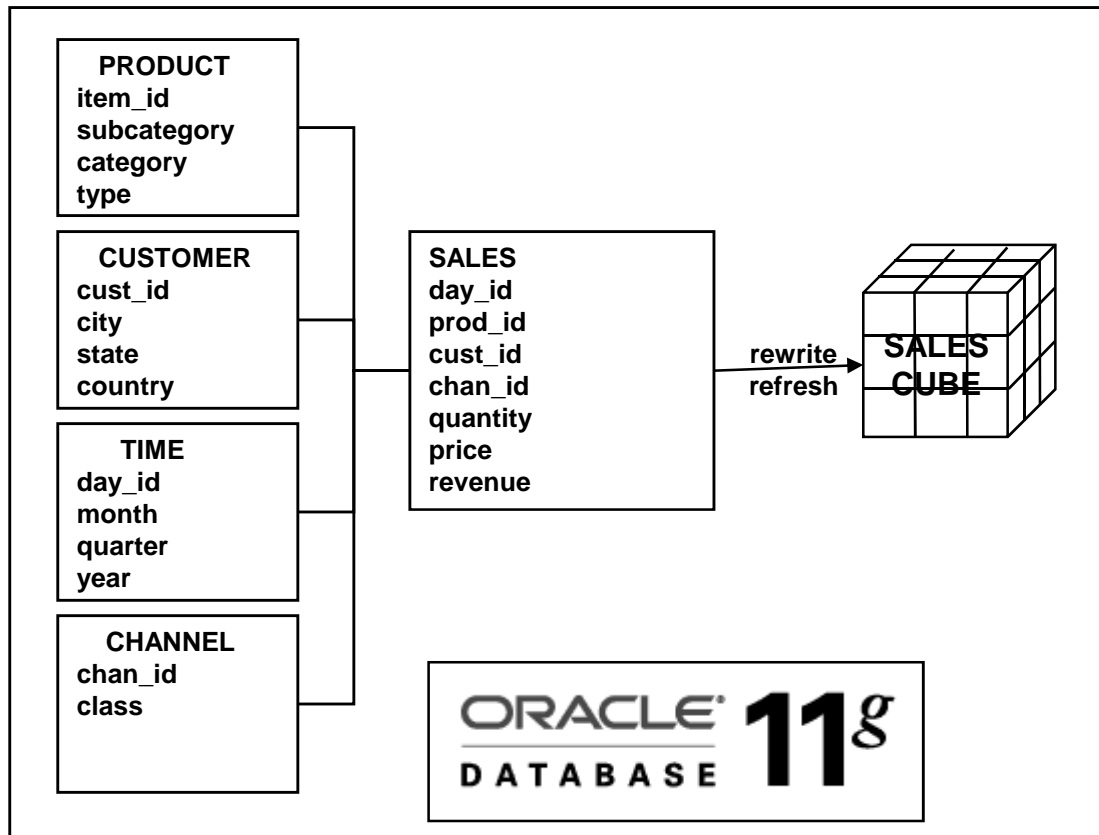 PRODUCT
item_id
subcategory
category
type
CUSTOMER
cust_id
city
state
country
TIME
day_id
month
quarter
year
CHANNEL
chan_id
class
SALES
day_id
prod_id
cust_id
chan_id
quantity
price
revenue
rewrite
refresh
SALES
CUBE
ORACLE®
DATABASE
11g